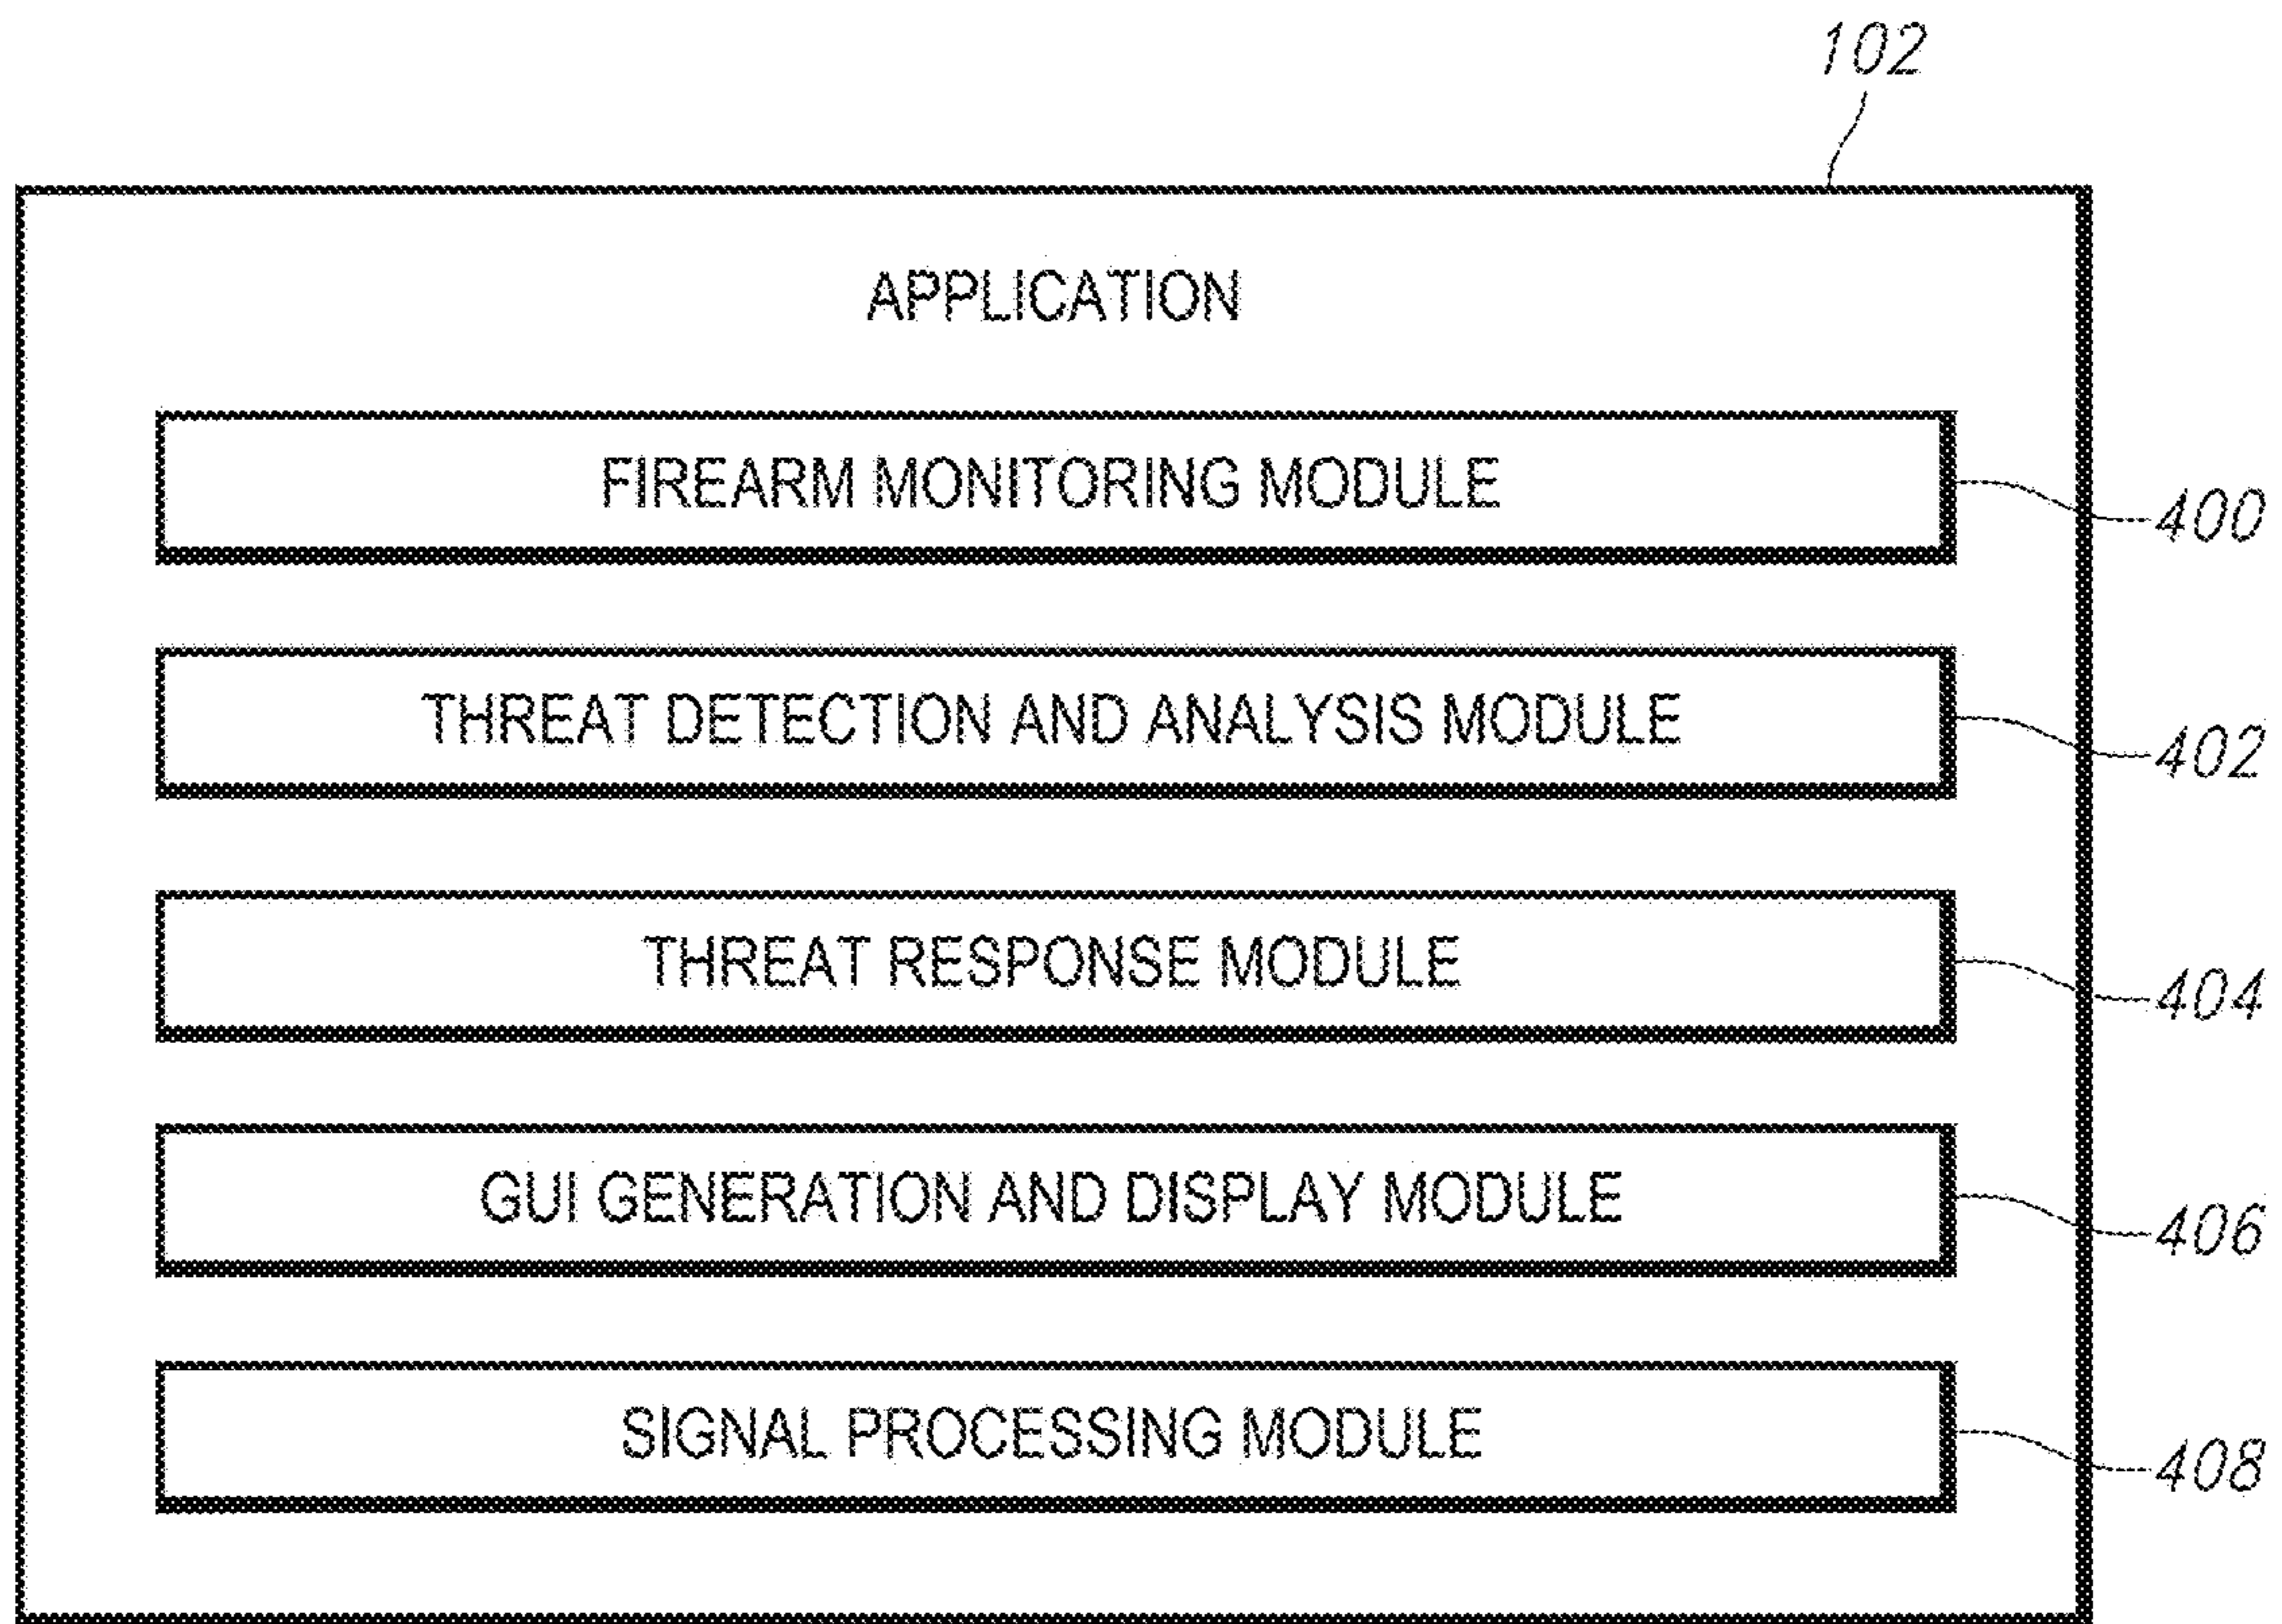 102
APPLICATION
FIREARM MONITORING MODULE
400
THREAT DETECTION AND ANALYSIS MODULE
402
THREAT RESPONSE MODULE
404
GUI GENERATION AND DISPLAY MODULE
406
SIGNAL PROCESSING MODULE
408